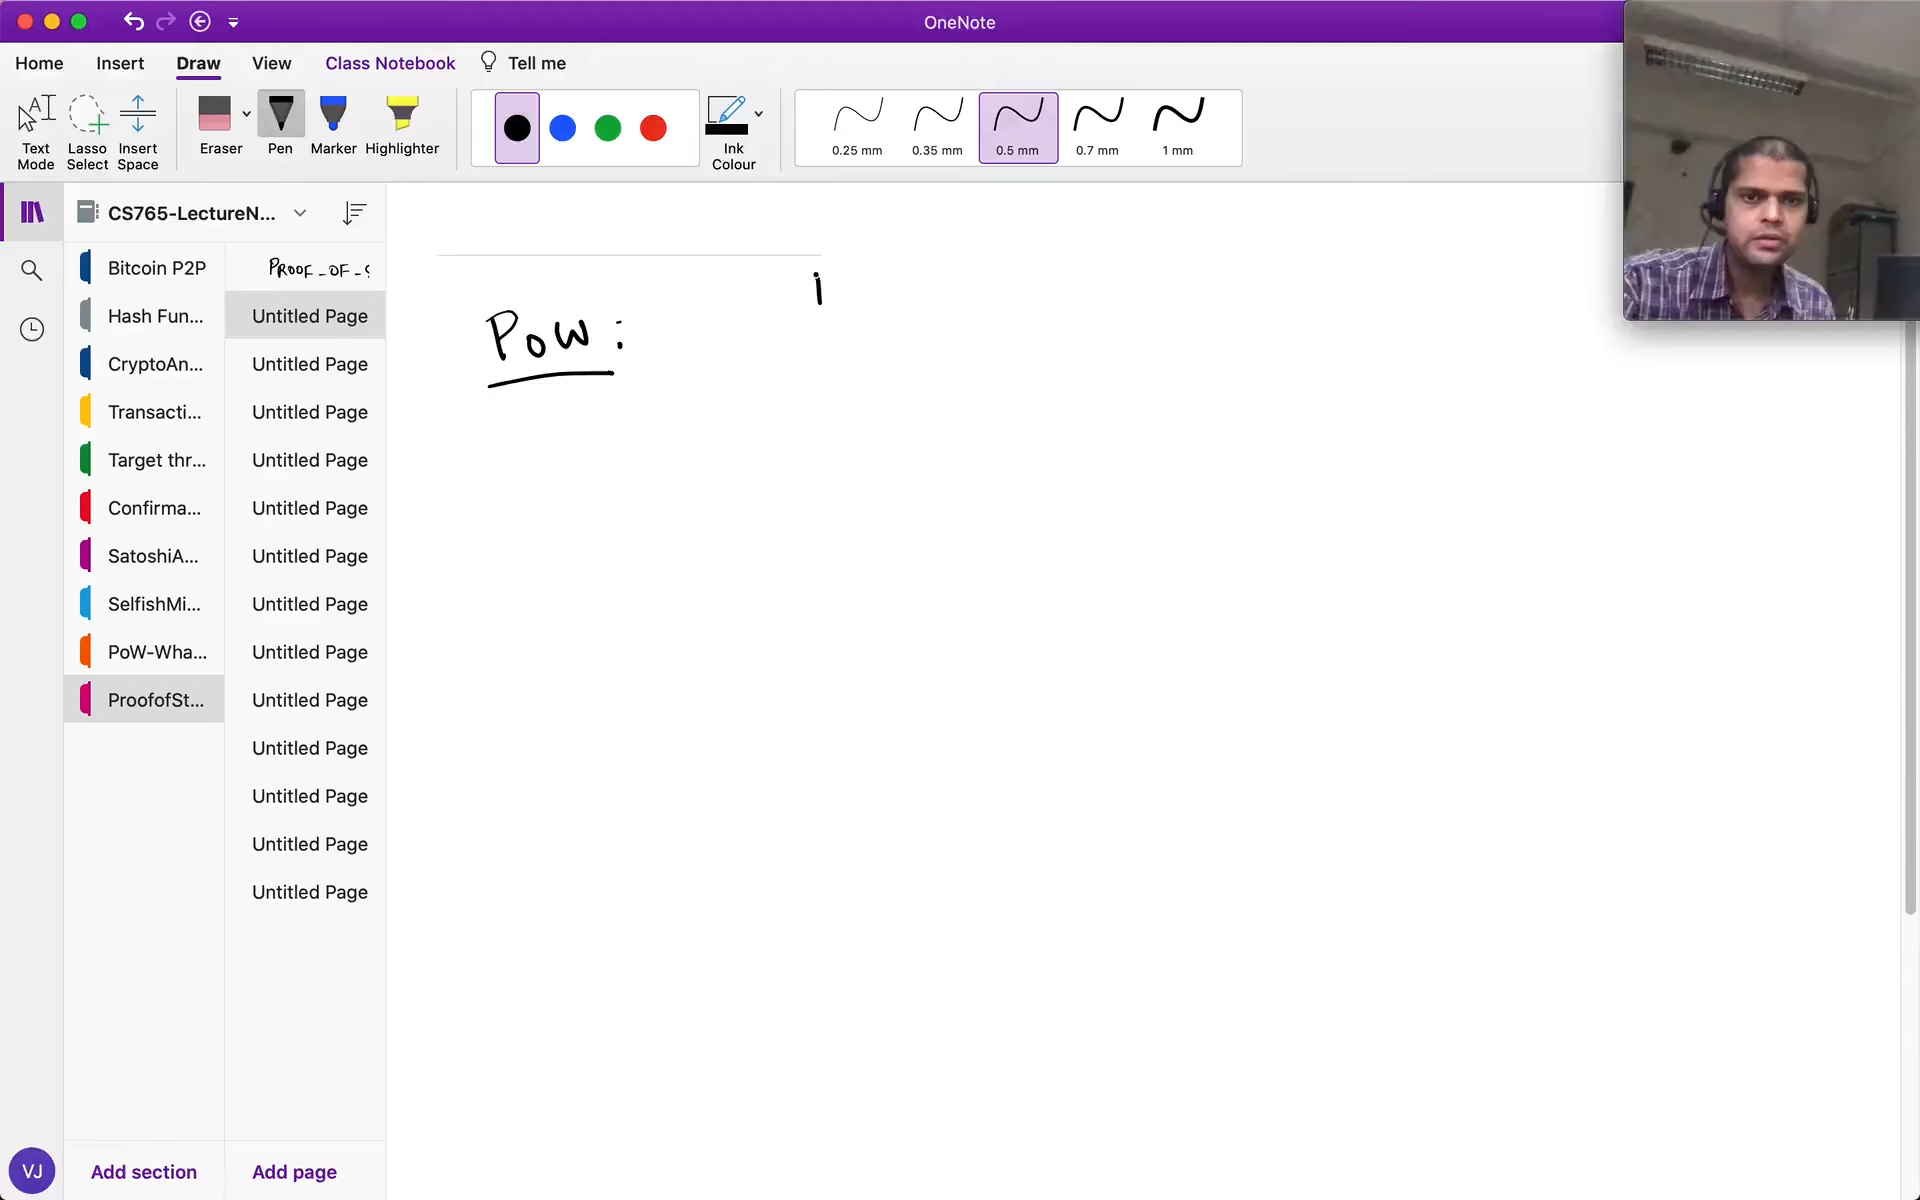 OneNote
Home Insert Draw View Class Notebook Tell me
Text Mode
Lasso Select
Insert Space
Eraser
Pen
Marker
Highlighter
Ink Colour
0.25 mm
0.35 mm
0.5 mm
0.7 mm
1 mm
CS765-LectureN...
Bitcoin P2P
Hash Fun...
CryptoAn...
Transacti...
Target thr...
Confirma...
SatoshiA...
SelfishMi...
PoW-Wha...
ProofofSt...
PROOF-OF-
Untitled Page
Untitled Page
Untitled Page
Untitled Page
Untitled Page
Untitled Page
Untitled Page
Untitled Page
Untitled Page
Untitled Page
Untitled Page
Untitled Page
Untitled Page
PoW :
i
VJ
Add section
Add page